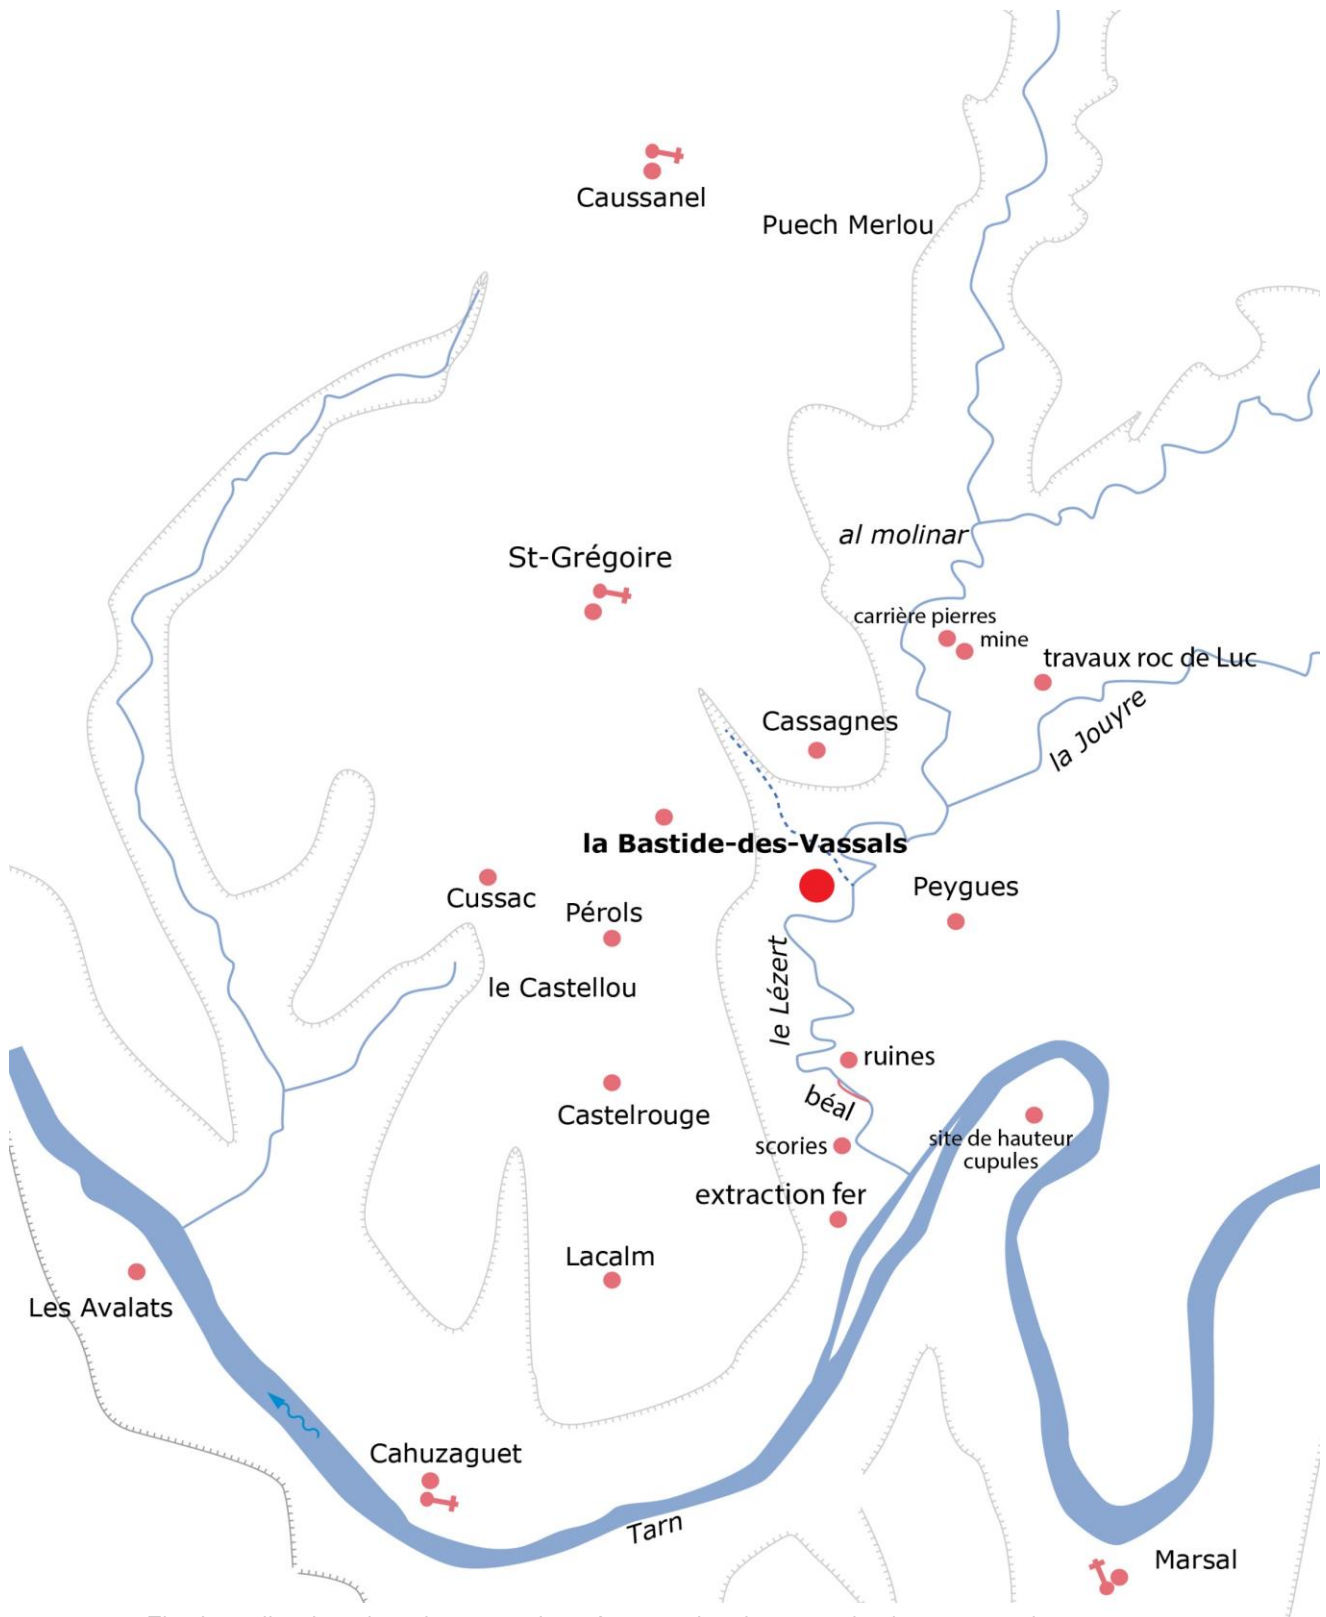 Caussanel
Puech Merlou
al molinar
St-Grégoire
carrière pierres
mine
travaux roc de Luc
la Jouyre
Cassagnes
la Bastide-des-Vassals
Peygues
Cussac
Pérols
le Castellou
le Lézert
ruines
béal
Castelrouge
scories
site de hauteur
cupules
extraction fer
Lacalm
Les Avalats
Cahuzaguet
Tarn
Marsal